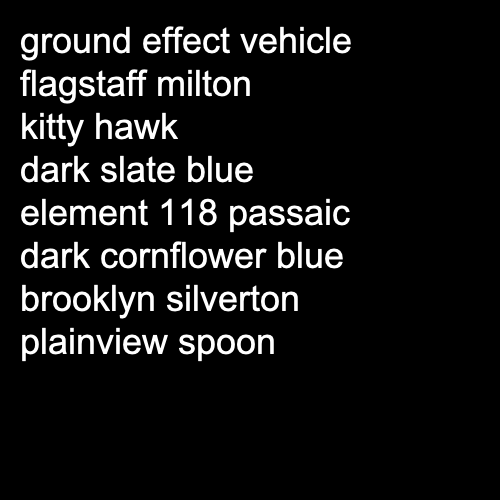 ground effect vehicle
flagstaff milton
kitty hawk
dark slate blue
element 118 passaic
dark cornflower blue
brooklyn silverton
plainview spoon